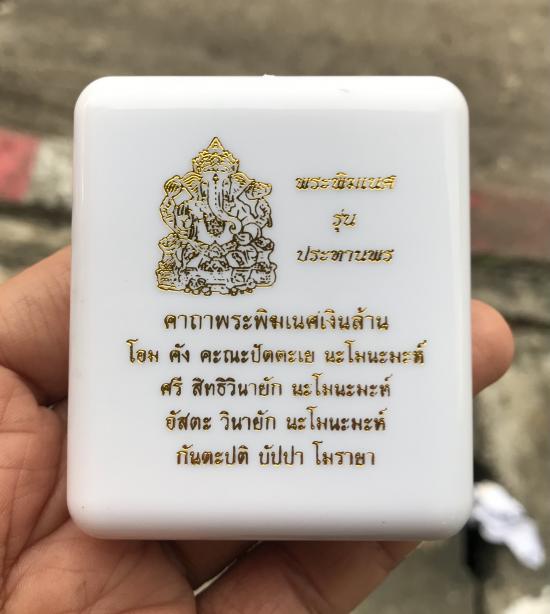 พระพิฆเนศ
รุ่น
ประทานพร
คาถาพระพิฆเนศเงินล้าน
โอม คัง คะณะปัตตะเย นะโมนะมะห์
ศรี สิทธิวินายัก นะโมนะมะห์
อัสตะ วินายัก นะโมนะมะห์
กันตะปติ บัปปา โมรายา